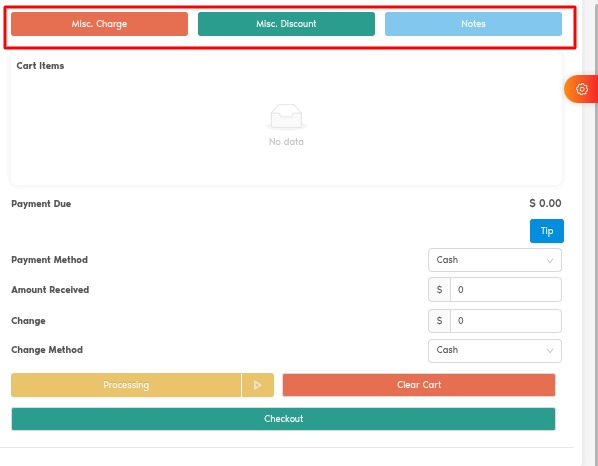 Misc. Charge Misc. Discount Notes
Cart Items
No data
Payment Due $ 0.00
Tip
Payment Method Cash
Amount Received $ 0
Change $ 0
Change Method Cash
Processing Clear Cart
Checkout